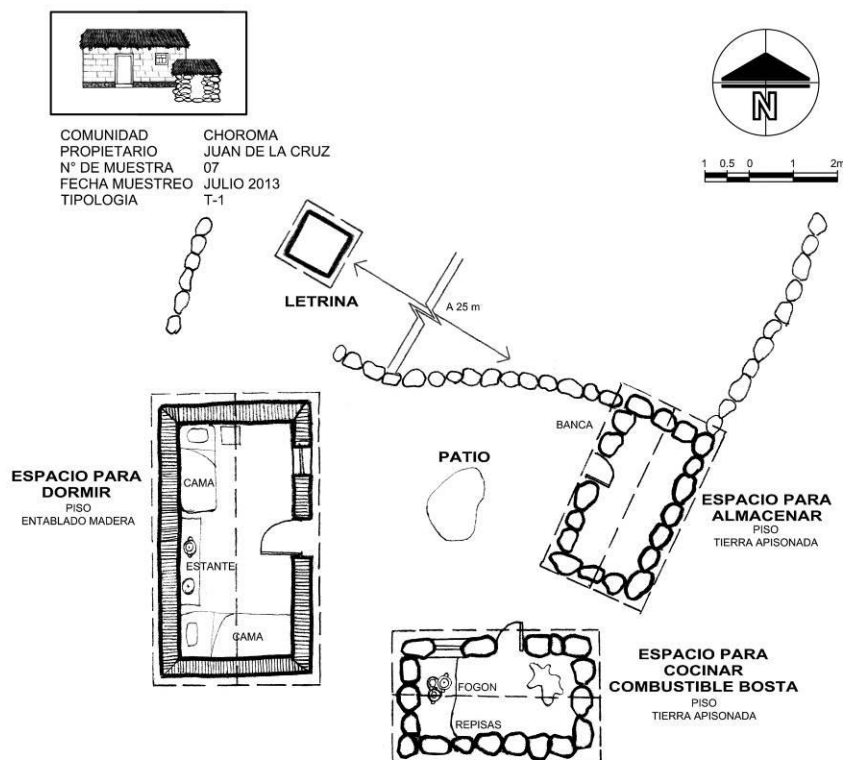 COMUNIDAD CHOROMA
PROPIETARIO JUAN DE LA CRUZ
N° DE MUESTRA 07
FECHA MUESTREO JULIO 2013
TIPOLOGIA T-1
N
1 0.5 0 1 2m
LETRINA
A 25 m
BANCA
PATIO
ESPACIO PARA
DORMIR
PISO
ENTABLADO MADERA
CAMA
ESTANTE
CAMA
ESPACIO PARA
ALMACENAR
PISO
TIERRA APISONADA
ESPACIO PARA
COCINAR
COMBUSTIBLE BOSTA
PISO
TIERRA APISONADA
FOGON
REPISAS